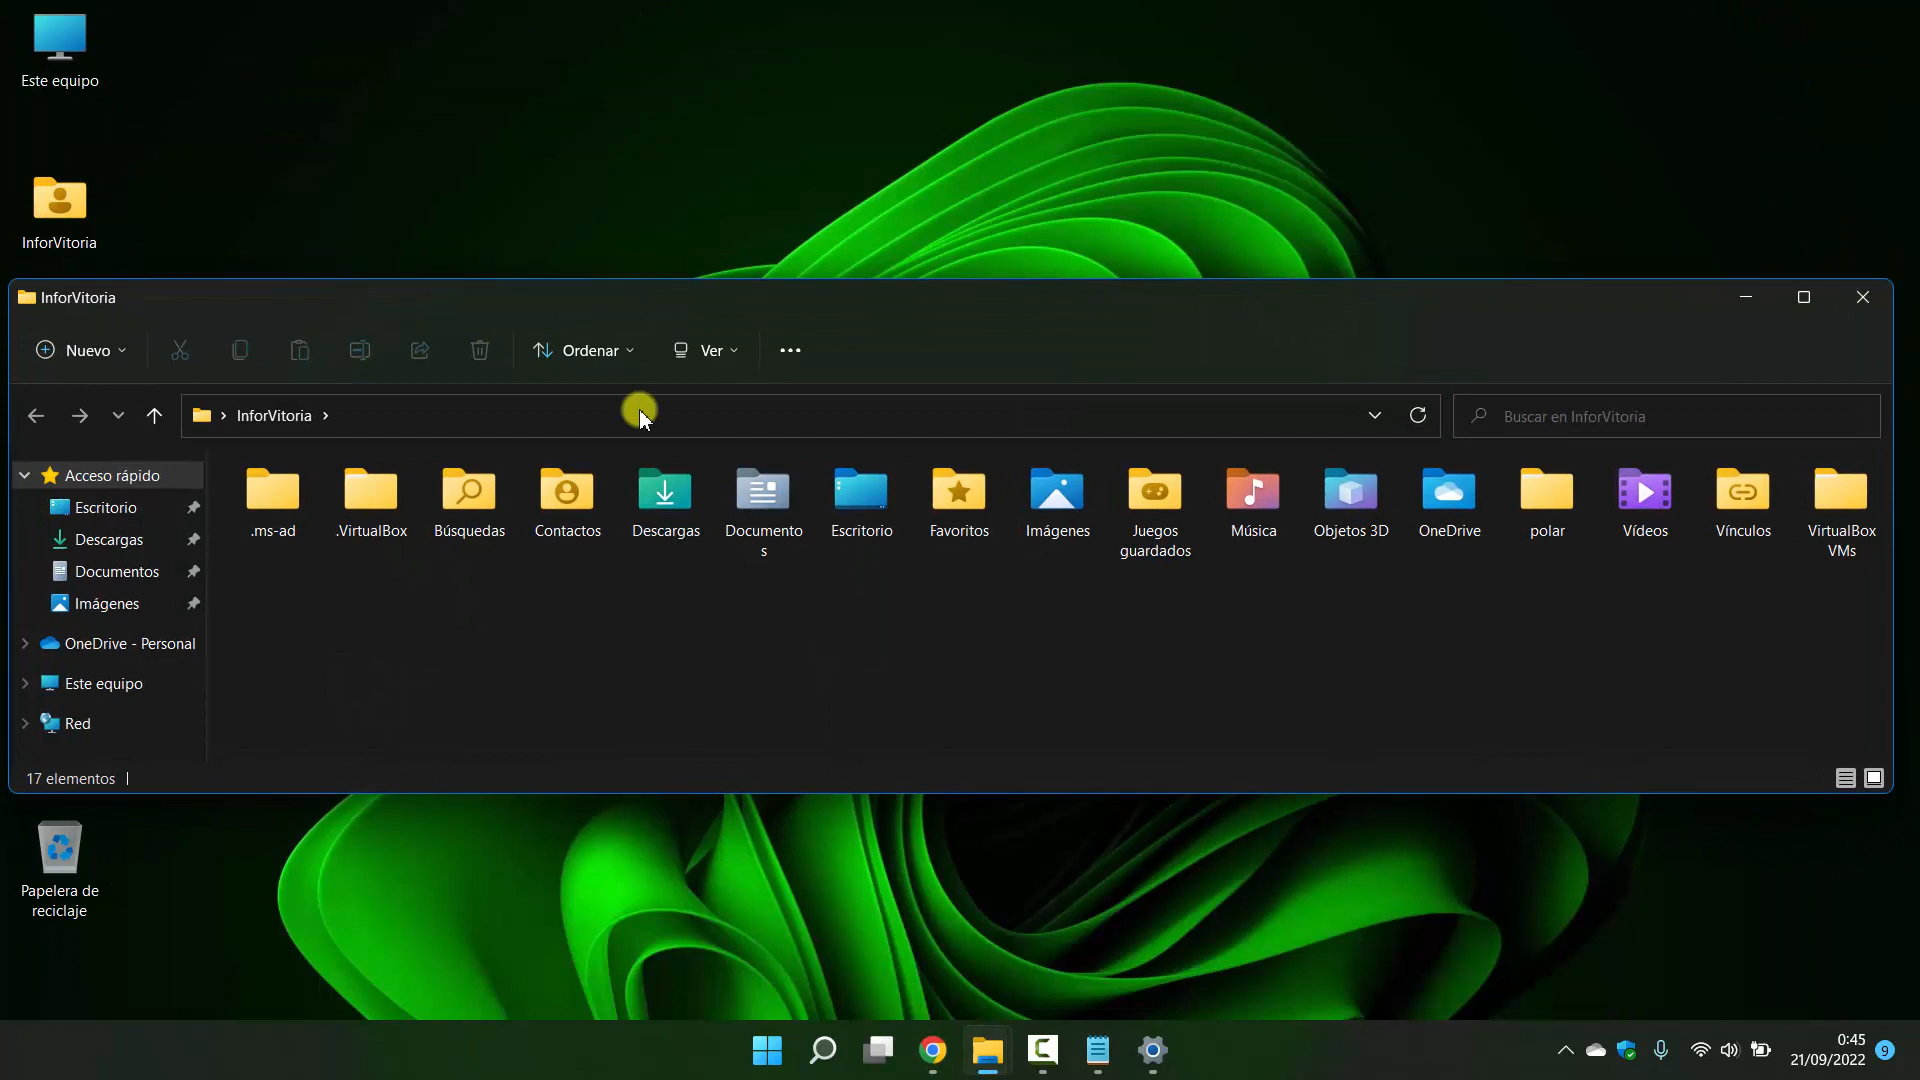 Este equipo
InforVitoria
InforVitoria
Nuevo
Ordenar
Ver
InforVitoria
Buscar en InforVitoria
Acceso rápido
Escritorio
Descargas
Documentos
Imágenes
OneDrive - Personal
Este equipo
Red
.ms-ad
.VirtualBox
Búsquedas
Contactos
Descargas
Documento
s
Escritorio
Favoritos
Imágenes
Juegos
guardados
Música
Objetos 3D
OneDrive
polar
Vídeos
Vínculos
VirtualBox
VMs
17 elementos
Papelera de
reciclaje
0:45
21/09/2022
9